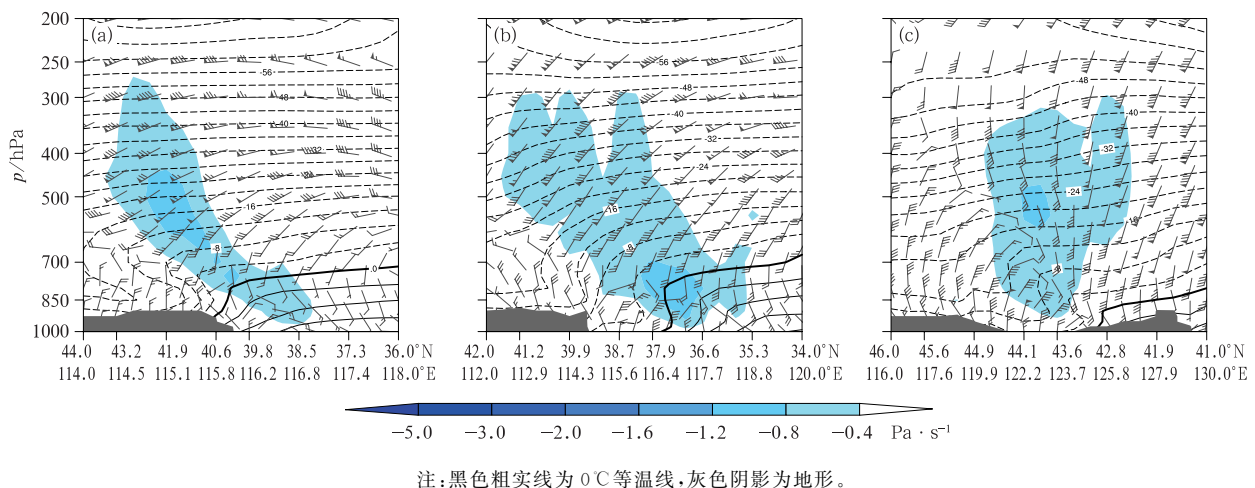 (a) (b) (c)
200
250
300
400
500
700
850
1000
p/hPa
-56 -48 -40 -32 -24 -16 -8 0
-56 -48 -40 -32 -24 -16 -8
-48 -40 -32 -24 -16 -8
44.0 43.2 41.9 40.6 39.8 38.5 37.3 36.0°N
114.0 114.5 115.1 115.8 116.2 116.8 117.4 118.0°E
42.0 41.2 39.9 38.7 37.9 36.6 35.3 34.0°N
112.0 112.9 114.3 115.6 116.4 117.7 118.8 120.0°E
46.0 45.6 44.9 44.1 43.6 42.8 41.9 41.0°N
116.0 117.6 119.9 122.2 123.7 125.8 127.9 130.0°E
−5.0 −3.0 −2.0 −1.6 −1.2 −0.8 −0.4 Pa·s⁻¹
注:黑色粗实线为0℃等温线,灰色阴影为地形。